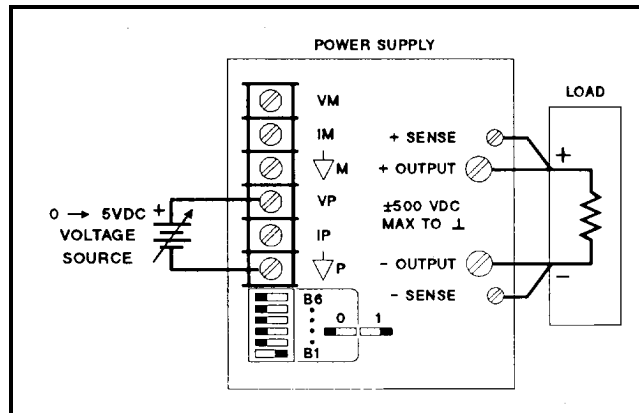 POWER SUPPLY
VM
IM
M
VP
IP
P
B6
0 1
B1
+ SENSE
+ OUTPUT
±500 VDC
MAX TO ⏊
- OUTPUT
- SENSE
LOAD
+
−
0 → 5VDC +
VOLTAGE
SOURCE